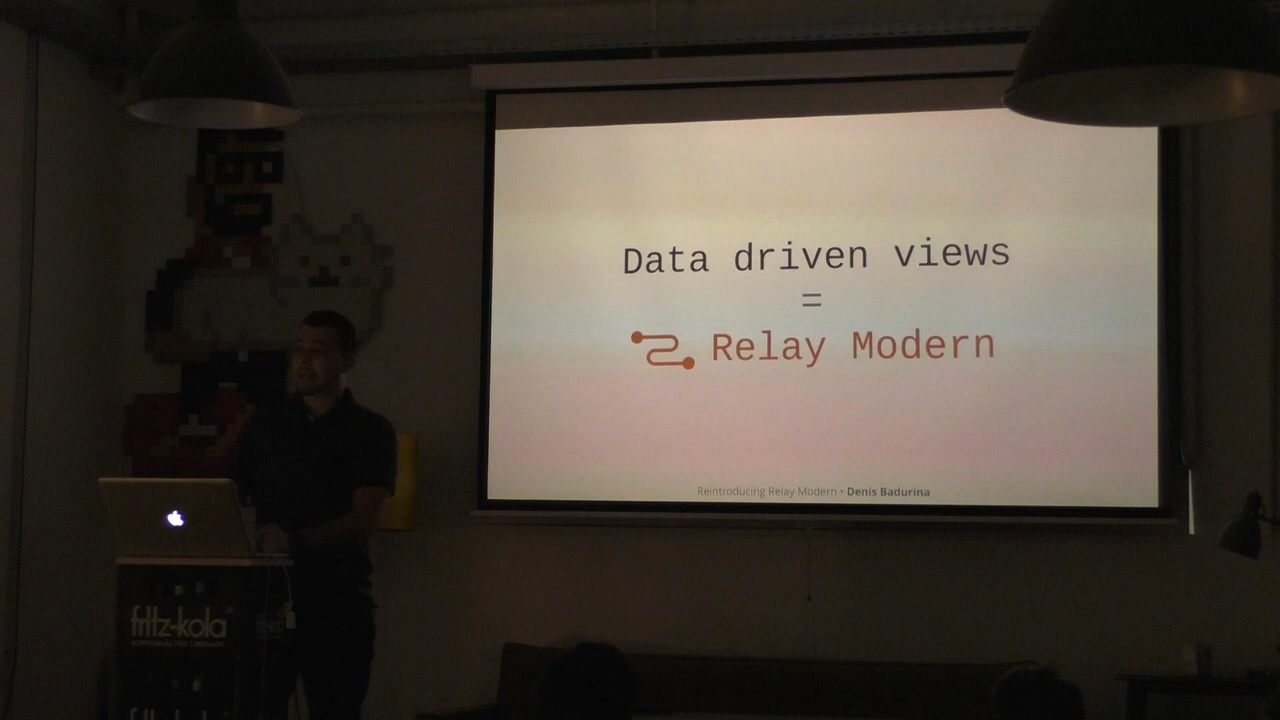 Data driven views
=
Relay Modern
Reintroducing Relay Modern • Denis Badurina
fritz-kola